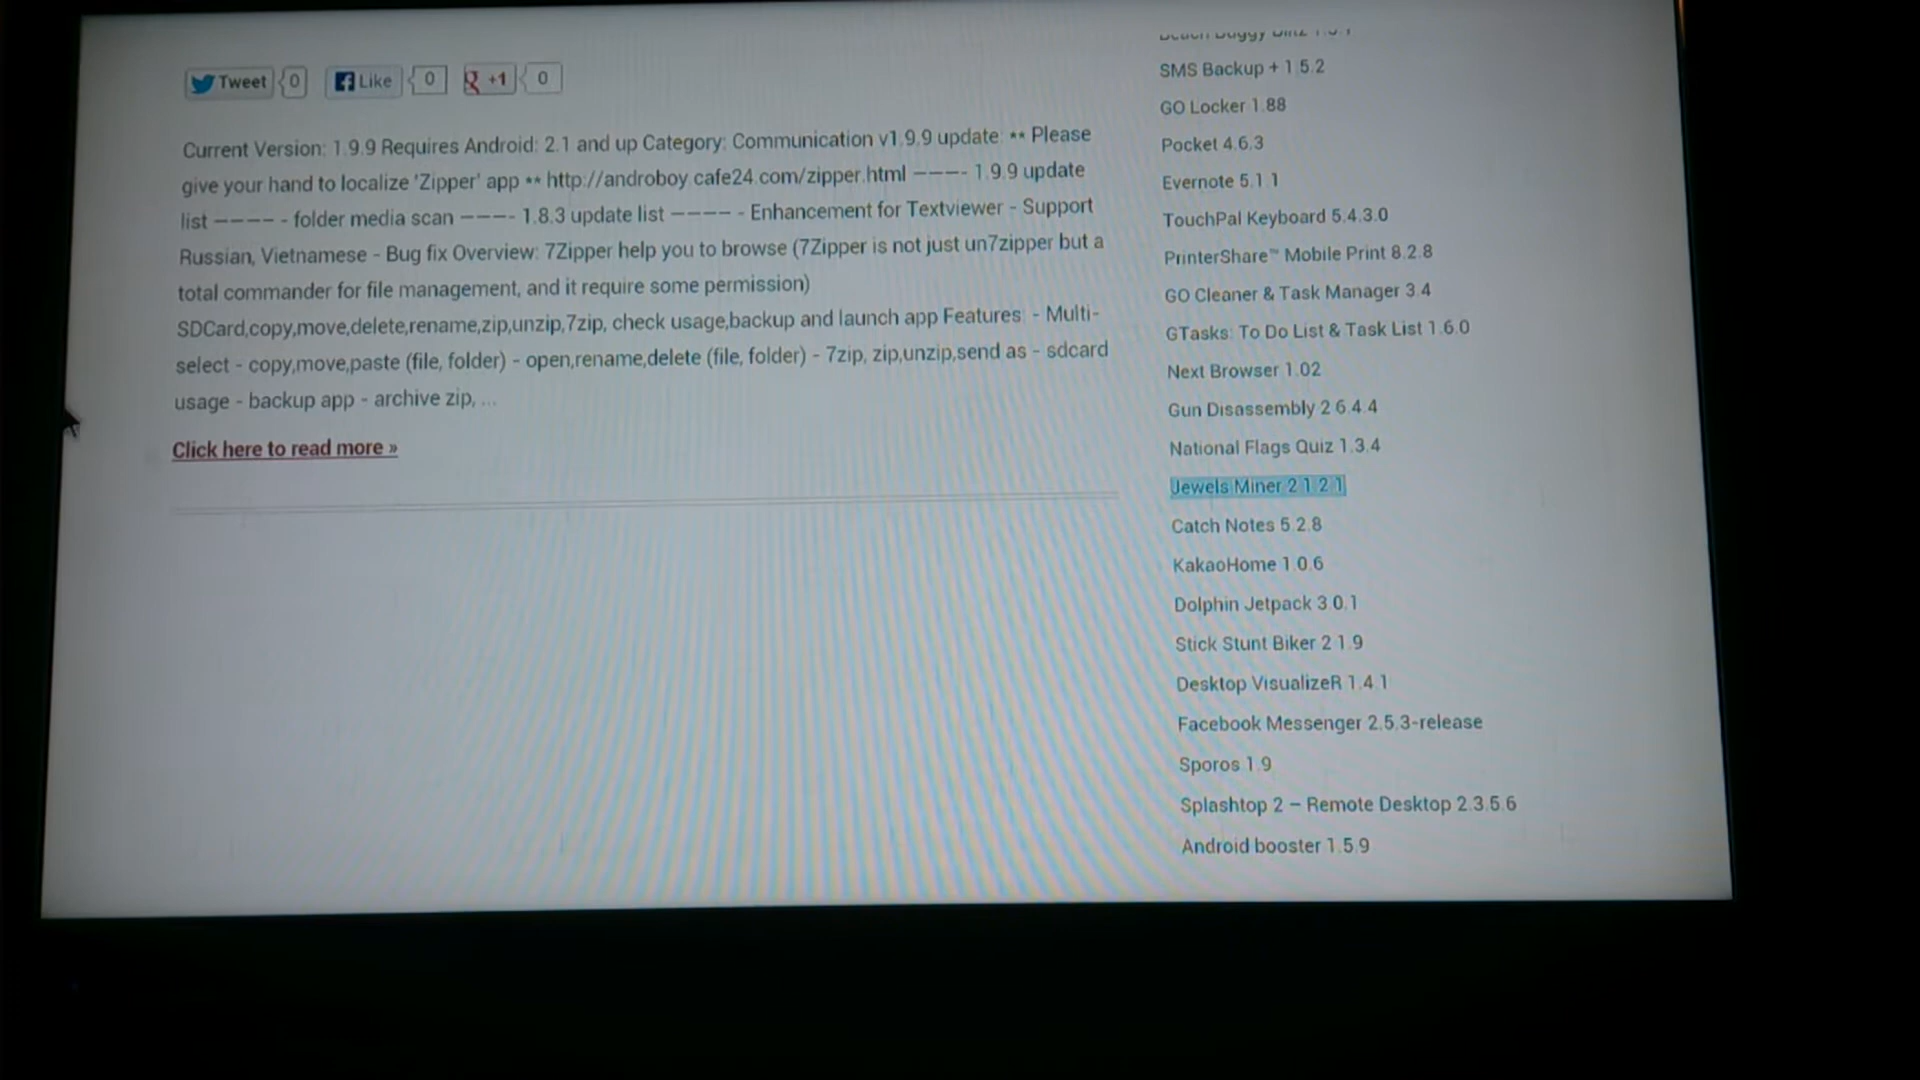 Tweet 0 Like 0 +1 0
Current Version: 1.9.9 Requires Android: 2.1 and up Category: Communication v1.9.9 update: ** Please
give your hand to localize 'Zipper' app ** http://androboy.cafe24.com/zipper.html −−−- 1.9.9 update
list −−−− - folder media scan −−−- 1.8.3 update list −−−− - Enhancement for Textviewer - Support
Russian, Vietnamese - Bug fix Overview: 7Zipper help you to browse (7Zipper is not just un7zipper but a
total commander for file management, and it require some permission)
SDCard,copy,move,delete,rename,zip,unzip,7zip, check usage,backup and launch app Features: - Multi-
select - copy,move,paste (file, folder) - open,rename,delete (file, folder) - 7zip, zip,unzip,send as - sdcard
usage - backup app - archive zip, ...
Click here to read more »
SMS Backup + 1.5.2
GO Locker 1.88
Pocket 4.6.3
Evernote 5.1.1
TouchPal Keyboard 5.4.3.0
PrinterShare™ Mobile Print 8.2.8
GO Cleaner & Task Manager 3.4
GTasks: To Do List & Task List 1.6.0
Next Browser 1.02
Gun Disassembly 2 6.4.4
National Flags Quiz 1.3.4
Jewels Miner 2 1.2.1
Catch Notes 5.2.8
KakaoHome 1.0.6
Dolphin Jetpack 3.0.1
Stick Stunt Biker 2 1.9
Desktop VisualizeR 1.4.1
Facebook Messenger 2.5.3-release
Sporos 1.9
Splashtop 2 – Remote Desktop 2.3.5.6
Android booster 1.5.9